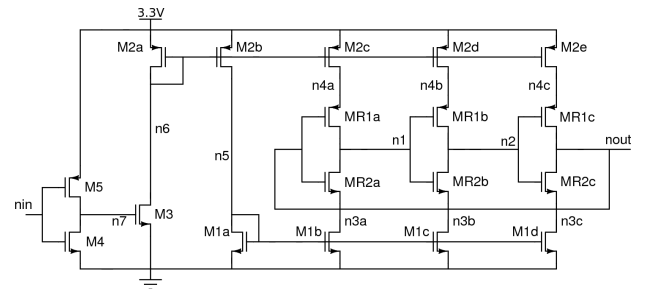 3.3V
M2a
M2b
M2c
M2d
M2e
n4a
n4b
n4c
MR1a
MR1b
MR1c
n6
n1
n2
nout
n5
M5
MR2a
MR2b
MR2c
nin
n7
M3
n3a
n3b
n3c
M4
M1a
M1b
M1c
M1d